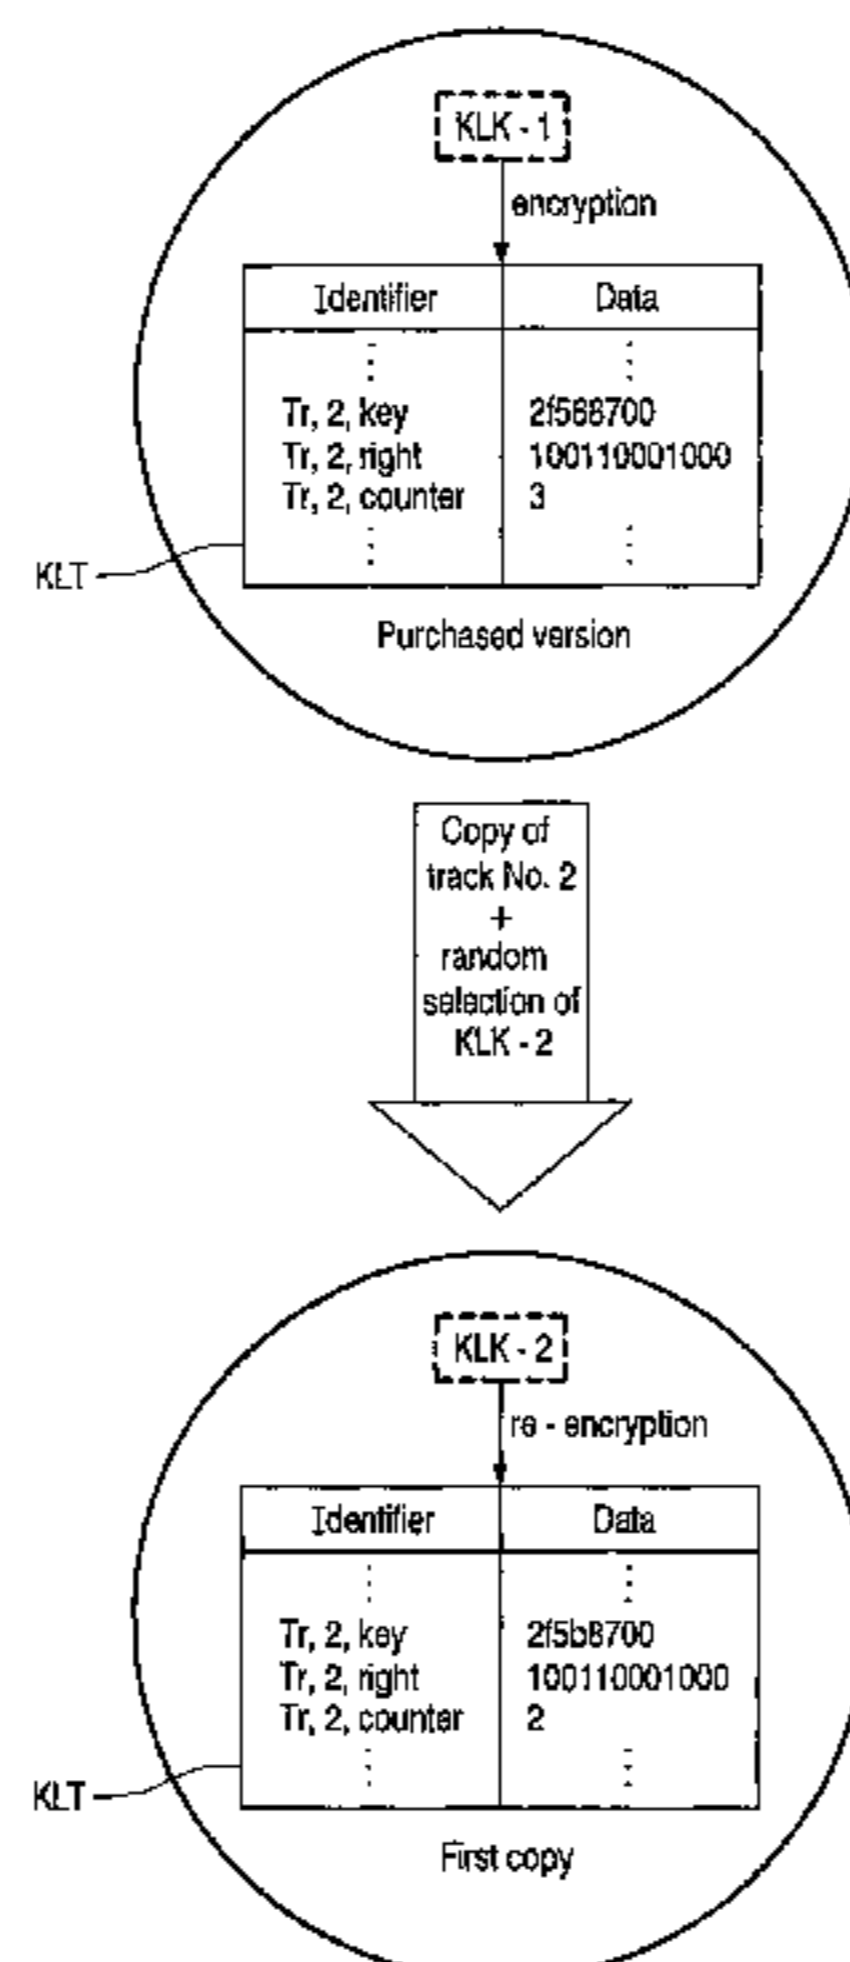 KLK - 1
encryption
Identifier Data
Tr, 2, key 2f568700
Tr, 2, right 100110001000
Tr, 2, counter 3
KLT
Purchased version
Copy of
track No. 2
+
random
selection of
KLK - 2
KLK - 2
re - encryption
Identifier Data
Tr, 2, key 2f5b8700
Tr, 2, right 100110001000
Tr, 2, counter 2
KLT
First copy